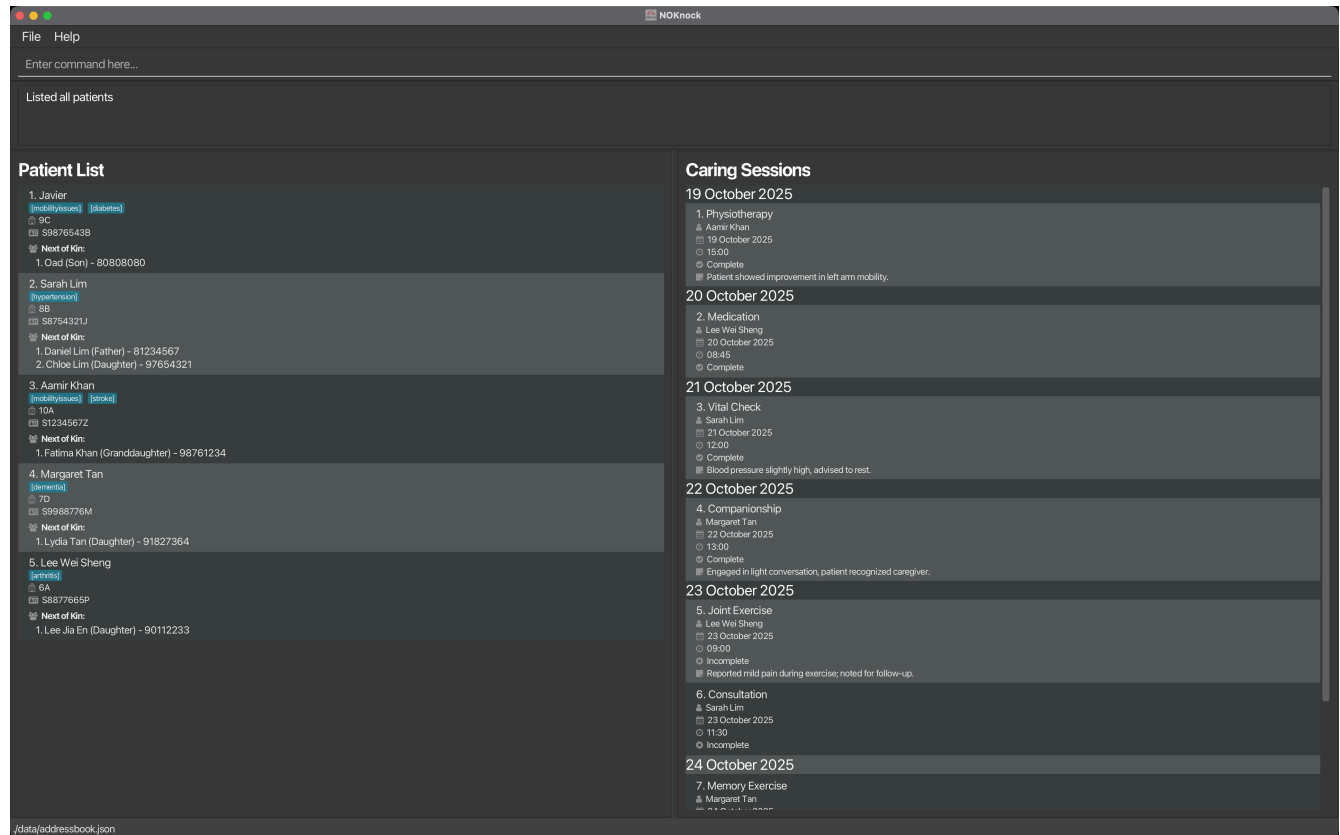 NOKnock
File Help
Enter command here...
Listed all patients
Patient List
1. Javier
[mobilityissues] [diabetes]
9C
S9876543B
Next of Kin:
1. Oad (Son) - 80808080
2. Sarah Lim
[hypertension]
8B
S8754321J
Next of Kin:
1. Daniel Lim (Father) - 81234567
2. Chloe Lim (Daughter) - 97654321
3. Aamir Khan
[mobilityissues] [stroke]
10A
S1234567Z
Next of Kin:
1. Fatima Khan (Granddaughter) - 98761234
4. Margaret Tan
[dementia]
7D
S9988776M
Next of Kin:
1. Lydia Tan (Daughter) - 91827364
5. Lee Wei Sheng
[arthritis]
6A
S8877665P
Next of Kin:
1. Lee Jia En (Daughter) - 90112233
Caring Sessions
19 October 2025
1. Physiotherapy
Aamir Khan
19 October 2025
15:00
Complete
Patient showed improvement in left arm mobility.
20 October 2025
2. Medication
Lee Wei Sheng
20 October 2025
08:45
Complete
21 October 2025
3. Vital Check
Sarah Lim
21 October 2025
12:00
Complete
Blood pressure slightly high, advised to rest.
22 October 2025
4. Companionship
Margaret Tan
22 October 2025
13:00
Complete
Engaged in light conversation, patient recognized caregiver.
23 October 2025
5. Joint Exercise
Lee Wei Sheng
23 October 2025
09:00
Incomplete
Reported mild pain during exercise; noted for follow-up.
6. Consultation
Sarah Lim
23 October 2025
11:30
Incomplete
24 October 2025
7. Memory Exercise
Margaret Tan
/data/addressbook.json